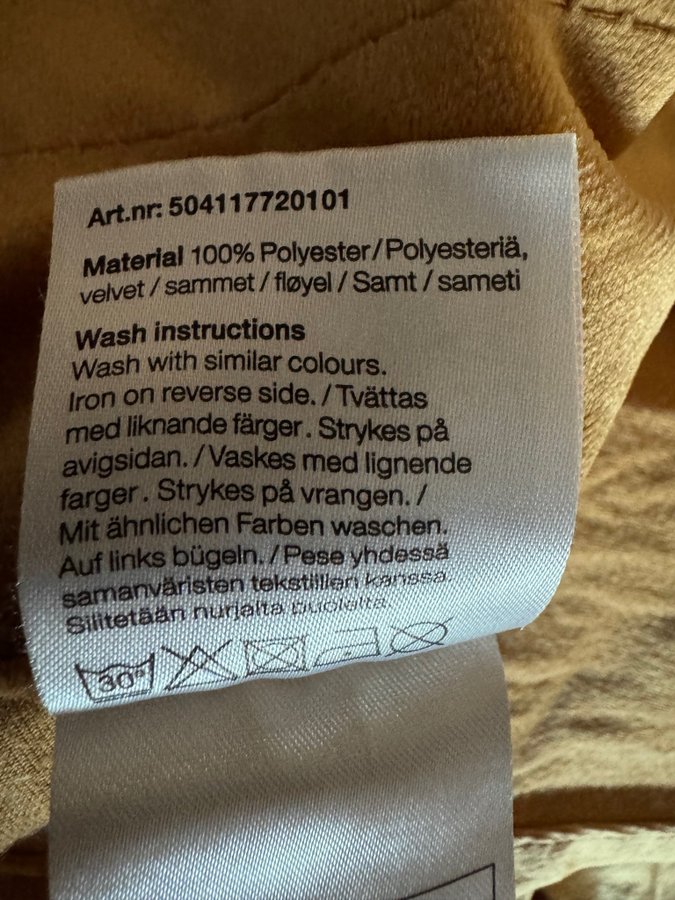 Art.nr: 504117720101
Material 100% Polyester/Polyesteriä,
velvet / sammet / fløyel / Samt / sameti
Wash instructions
Wash with similar colours.
Iron on reverse side. / Tvättas
med liknande färger. Strykes på
avigsidan. / Vaskes med lignende
farger. Strykes på vrangen. /
Mit ähnlichen Farben waschen.
Auf links bügeln. / Pese yhdessä
samanväristen tekstiilien kanssa.
Silitetään nurjalta puolelta.
30°